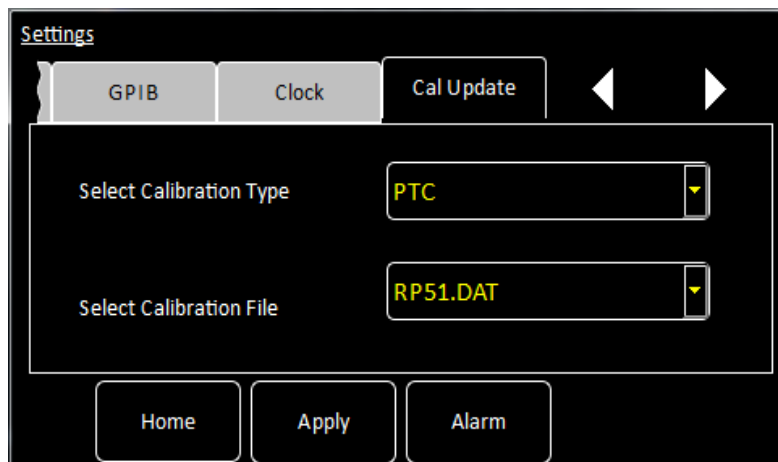 Settings
GPIB Clock Cal Update
Select Calibration Type PTC
Select Calibration File RP51.DAT
Home Apply Alarm